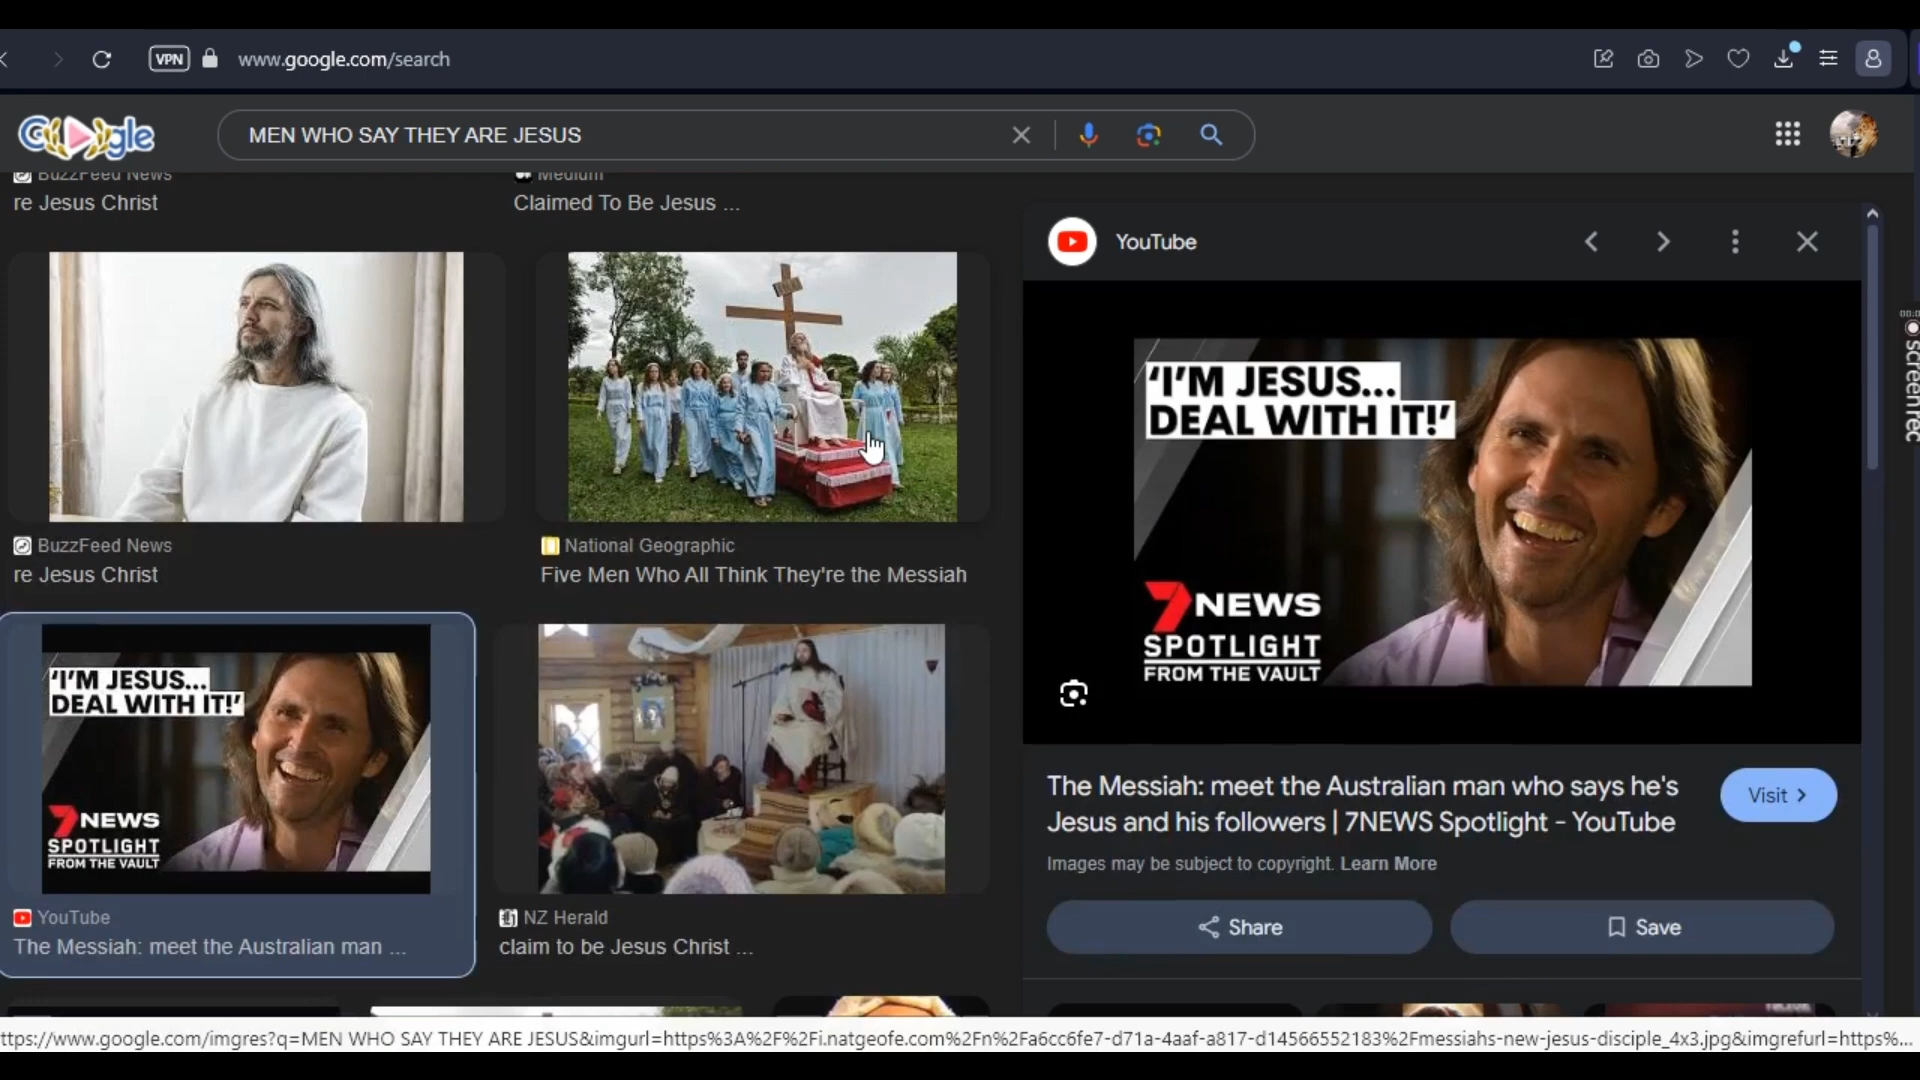 VPN
www.google.com/search
Google
MEN WHO SAY THEY ARE JESUS
BuzzFeed News
re Jesus Christ
Medium
Claimed To Be Jesus ...
BuzzFeed News
re Jesus Christ
National Geographic
Five Men Who All Think They're the Messiah
'I'M JESUS...
DEAL WITH IT!'
7NEWS
SPOTLIGHT
FROM THE VAULT
YouTube
The Messiah: meet the Australian man ...
NZ Herald
claim to be Jesus Christ ...
YouTube
'I'M JESUS...
DEAL WITH IT!'
7NEWS
SPOTLIGHT
FROM THE VAULT
The Messiah: meet the Australian man who says he's
Jesus and his followers | 7NEWS Spotlight - YouTube
Visit
Images may be subject to copyright. Learn More
Share
Save
screenrec
ttps://www.google.com/imgres?q=MEN WHO SAY THEY ARE JESUS&imgurl=https%3A%2F%2Fi.natgeofe.com%2Fn%2Fa6cc6fe7-d71a-4aaf-a817-d14566552183%2Fmessiahs-new-jesus-disciple_4x3.jpg&imgrefurl=https%...